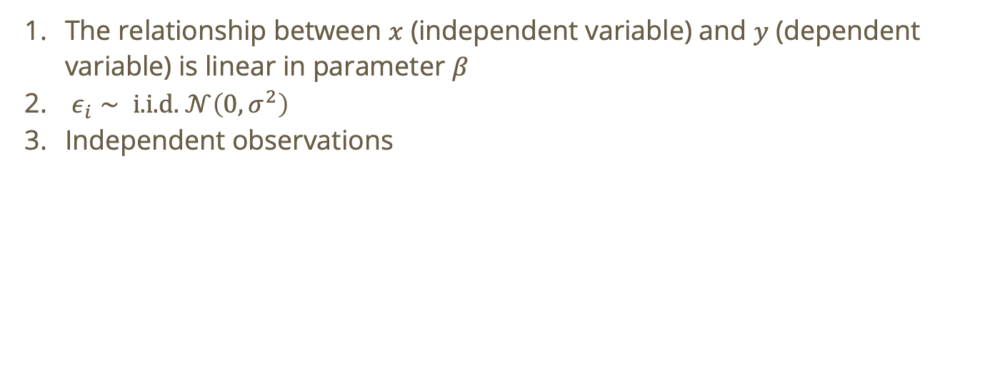 1. The relationship between x (independent variable) and y (dependent
variable) is linear in parameter β
2. ϵᵢ ~ i.i.d. 𝒩(0, σ²)
3. Independent observations